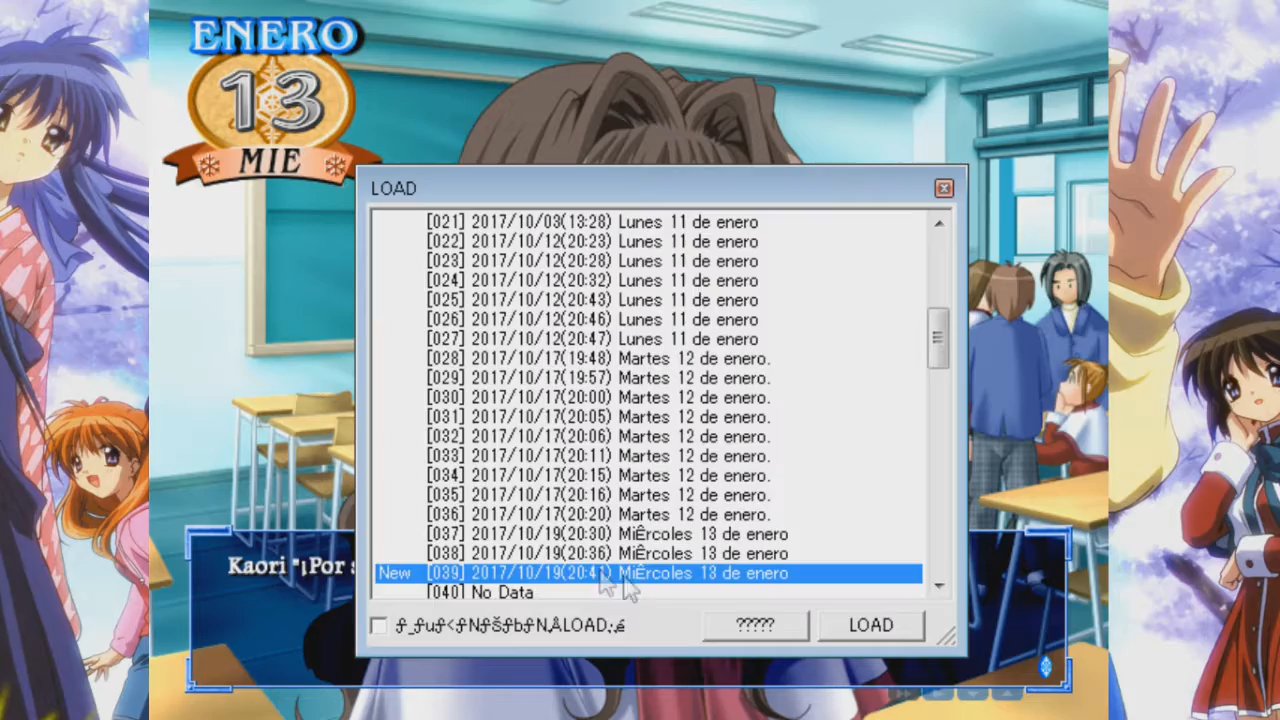 ENERO
13
MIE
LOAD
[021] 2017/10/03(13:28) Lunes 11 de enero
[022] 2017/10/12(20:23) Lunes 11 de enero
[023] 2017/10/12(20:28) Lunes 11 de enero
[024] 2017/10/12(20:32) Lunes 11 de enero
[025] 2017/10/12(20:43) Lunes 11 de enero
[026] 2017/10/12(20:46) Lunes 11 de enero
[027] 2017/10/12(20:47) Lunes 11 de enero
[028] 2017/10/17(19:48) Martes 12 de enero.
[029] 2017/10/17(19:57) Martes 12 de enero.
[030] 2017/10/17(20:00) Martes 12 de enero.
[031] 2017/10/17(20:05) Martes 12 de enero.
[032] 2017/10/17(20:06) Martes 12 de enero.
[033] 2017/10/17(20:11) Martes 12 de enero.
[034] 2017/10/17(20:15) Martes 12 de enero.
[035] 2017/10/17(20:16) Martes 12 de enero.
[036] 2017/10/17(20:20) Martes 12 de enero.
[037] 2017/10/19(20:30) MiÊrcoles 13 de enero
[038] 2017/10/19(20:36) MiÊrcoles 13 de enero
New [039] 2017/10/19(20:41) MiÊrcoles 13 de enero
[040] No Data
Kaori "¡Por
ƒ_ƒuƒ<ƒNƒŠƒbƒN‚ÅLOAD‚·‚é
?????
LOAD